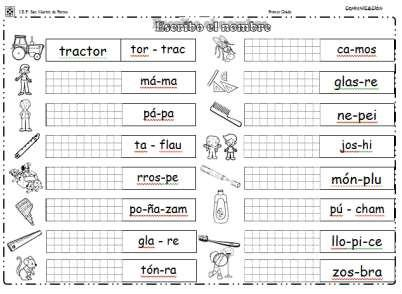 Primer Grado
COMUNICACIÓN
Escribo el nombre
tractor tor - trac ca-mos
má-ma glas-re
pá-pa ne-pei
ta - flau jos-hi
rros-pe món-plu
po-ña-zam pú - cham
gla - re llo-pi-ce
tón-ra zos-bra